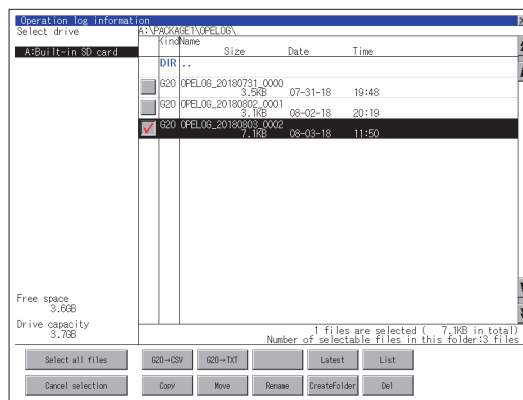 Operation log information
Select drive
A:\PACKAGE1\OPELOG\
Kind Name
Size Date Time
A:Built-in SD card
DIR ..
G20 OPELOG_20180731_0000
3.5KB 07-31-18 19:48
G20 OPELOG_20180802_0001
3.1KB 08-02-18 20:19
G20 OPELOG_20180803_0002
7.1KB 08-03-18 11:50
Free space
3.6GB
Drive capacity
3.7GB
1 files are selected ( 7.1KB in total)
Number of selectable files in this folder:3 files
Select all files G20→CSV G20→TXT Latest List
Cancel selection Copy Move Rename CreateFolder Del